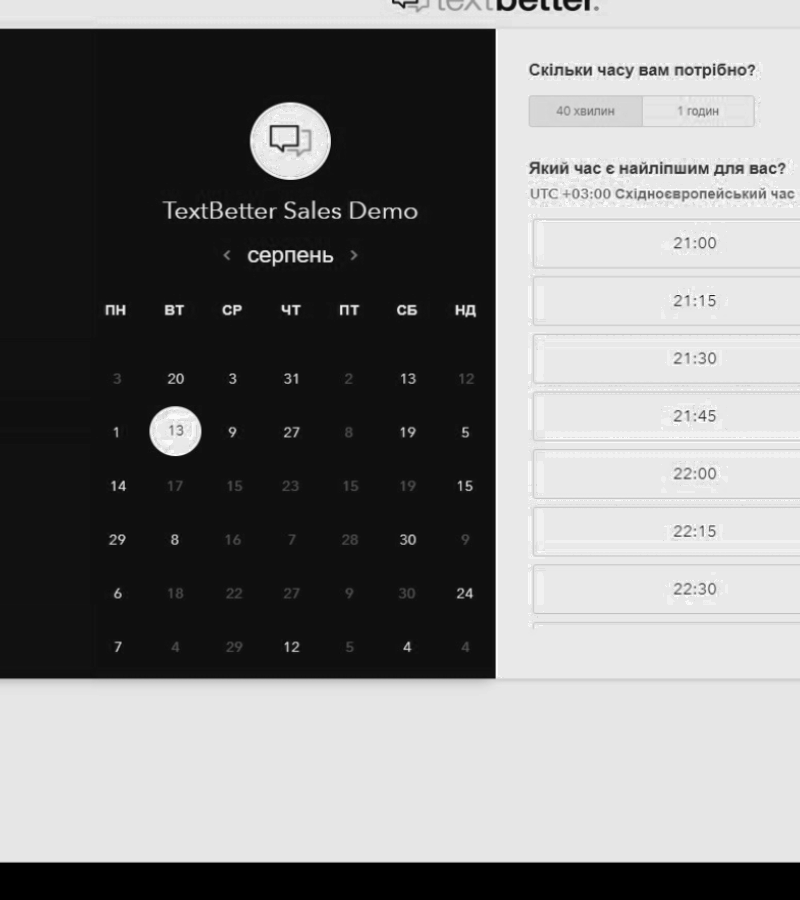 textbetter.
TextBetter Sales Demo
‹ серпень ›
ПН ВТ СР ЧТ ПТ СБ НД
3 20 3 31 2 13 12
1 13 9 27 8 19 5
14 17 15 23 15 19 15
29 8 16 7 28 30 9
6 18 22 27 9 30 24
7 4 29 12 5 4 4
Скільки часу вам потрібно?
40 хвилин 1 годин
Який час є найліпшим для вас?
UTC +03:00 Східноєвропейський час
21:00
21:15
21:30
21:45
22:00
22:15
22:30